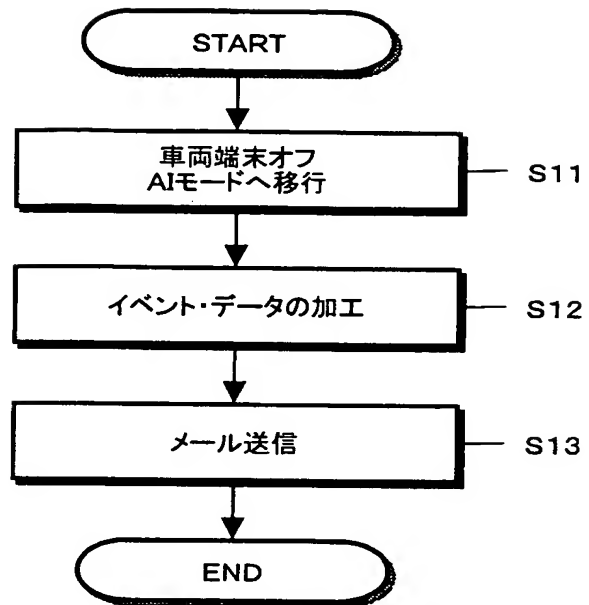 START
車両端末オフ
AIモードへ移行
S11
イベント・データの加工
S12
メール送信
S13
END